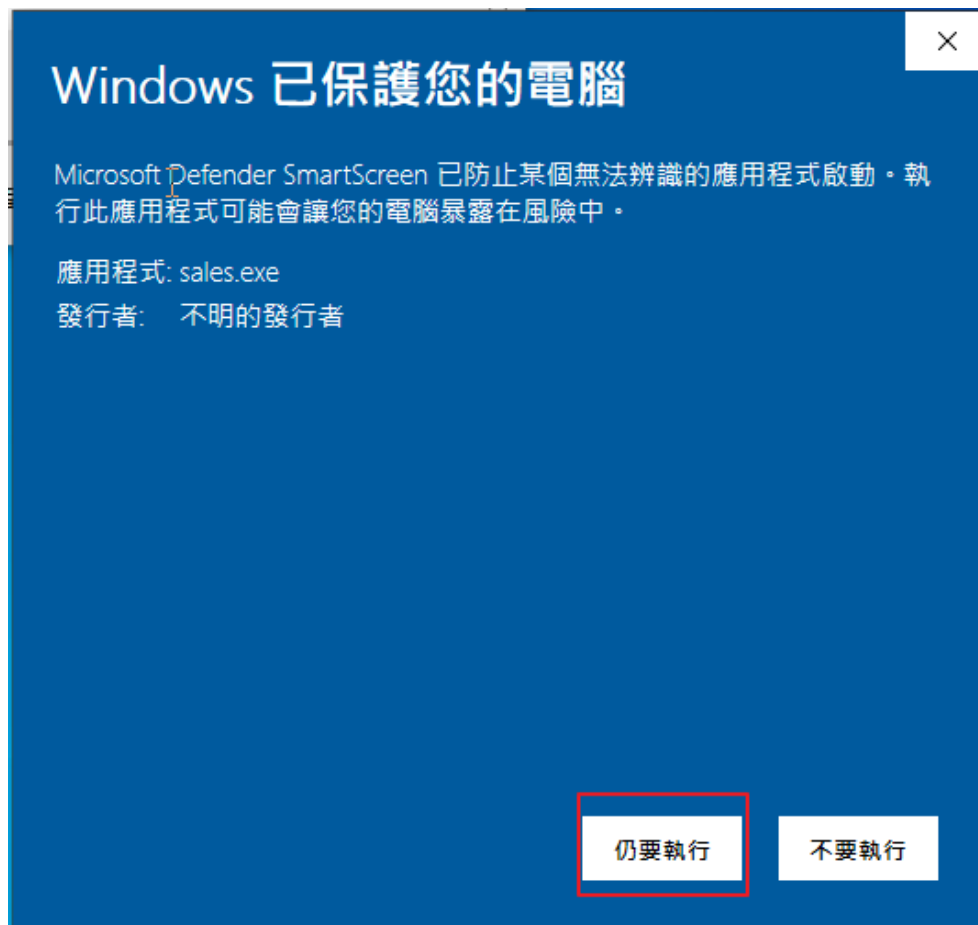 Windows 已保護您的電腦
Microsoft Defender SmartScreen 已防止某個無法辨識的應用程式啟動。執
行此應用程式可能會讓您的電腦暴露在風險中。
應用程式: sales.exe
發行者: 不明的發行者
仍要執行 不要執行